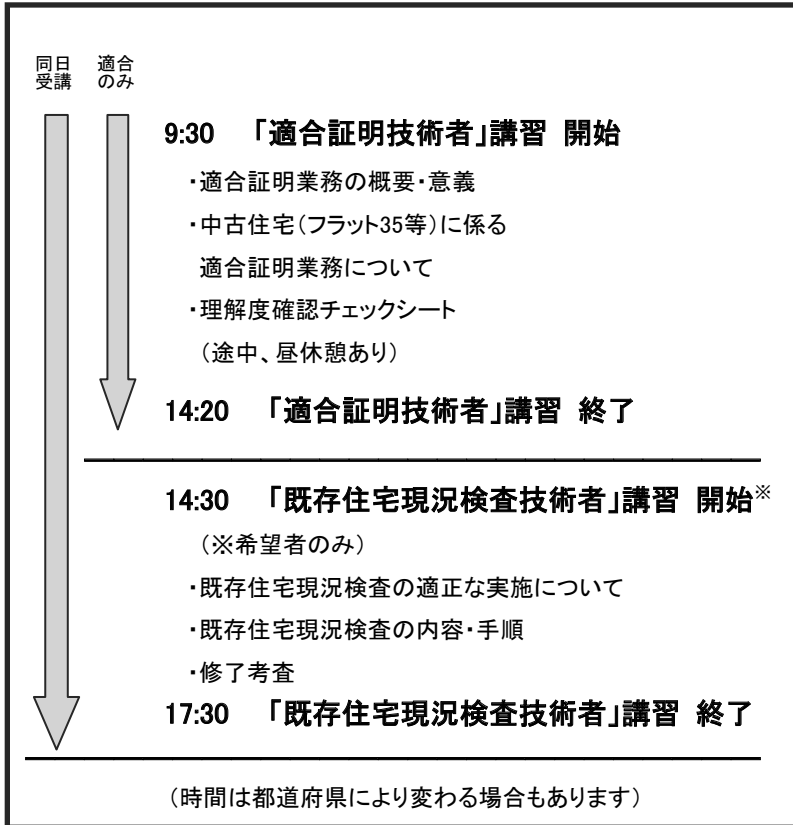 同日 適合
受講 のみ
9:30 「適合証明技術者」講習 開始
・適合証明業務の概要・意義
・中古住宅(フラット35等)に係る
適合証明業務について
・理解度確認チェックシート
(途中、昼休憩あり)
14:20 「適合証明技術者」講習 終了
14:30 「既存住宅現況検査技術者」講習 開始※
(※希望者のみ)
・既存住宅現況検査の適正な実施について
・既存住宅現況検査の内容・手順
・修了考査
17:30 「既存住宅現況検査技術者」講習 終了
(時間は都道府県により変わる場合もあります)